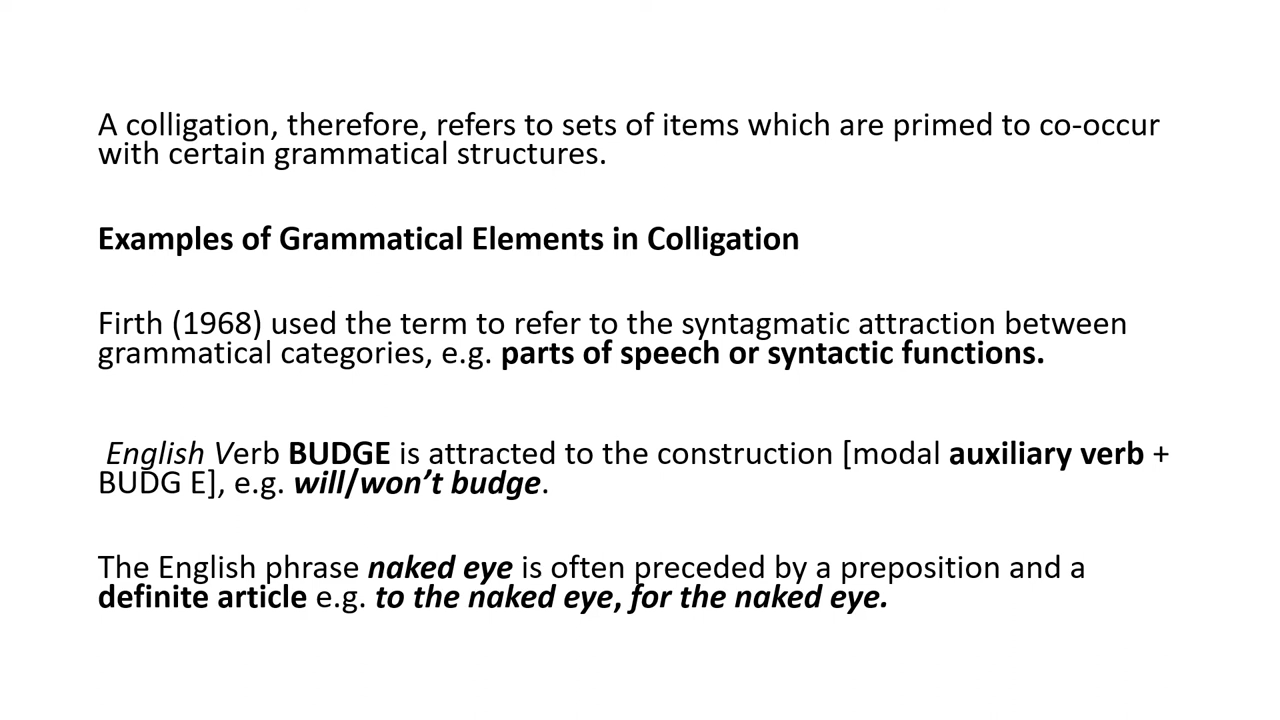 A colligation, therefore, refers to sets of items which are primed to co-occur
with certain grammatical structures.
Examples of Grammatical Elements in Colligation
Firth (1968) used the term to refer to the syntagmatic attraction between
grammatical categories, e.g. parts of speech or syntactic functions.
English Verb BUDGE is attracted to the construction [modal auxiliary verb +
BUDG E], e.g. will/won’t budge.
The English phrase naked eye is often preceded by a preposition and a
definite article e.g. to the naked eye, for the naked eye.